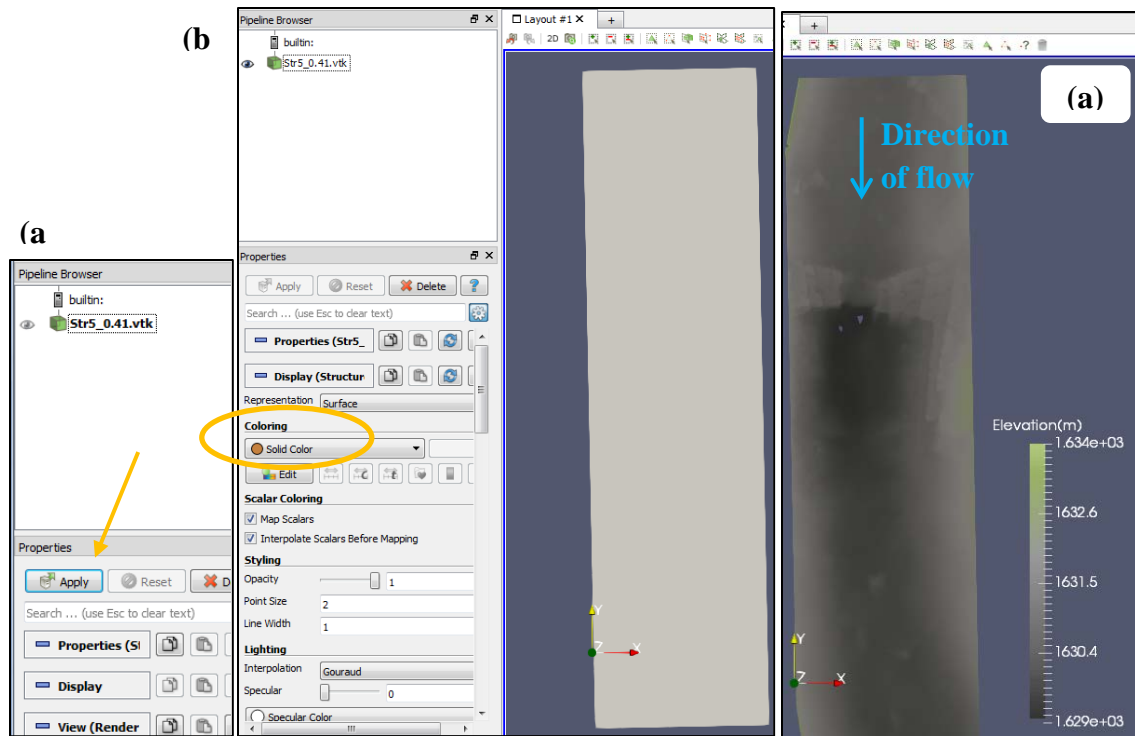 (a
Pipeline Browser
builtin:
Str5_0.41.vtk
Properties
Apply Reset D
Search ... (use Esc to clear text)
Properties (St
Display
View (Render
(b
Pipeline Browser
builtin:
Str5_0.41.vtk
Properties
Apply Reset Delete ?
Search ... (use Esc to clear text)
Properties (Str5_
Display (Structur
Representation Surface
Coloring
Solid Color
Edit
Scalar Coloring
Map Scalars
Interpolate Scalars Before Mapping
Styling
Opacity 1
Point Size 2
Line Width 1
Lighting
Interpolation Gouraud
Specular 0
Specular Color
Layout #1 X +
2D
Y
Z X
+
?
(a)
Direction
of flow
Elevation(m)
1.634e+03
1632.6
1631.5
1630.4
1.629e+03
Y
Z X